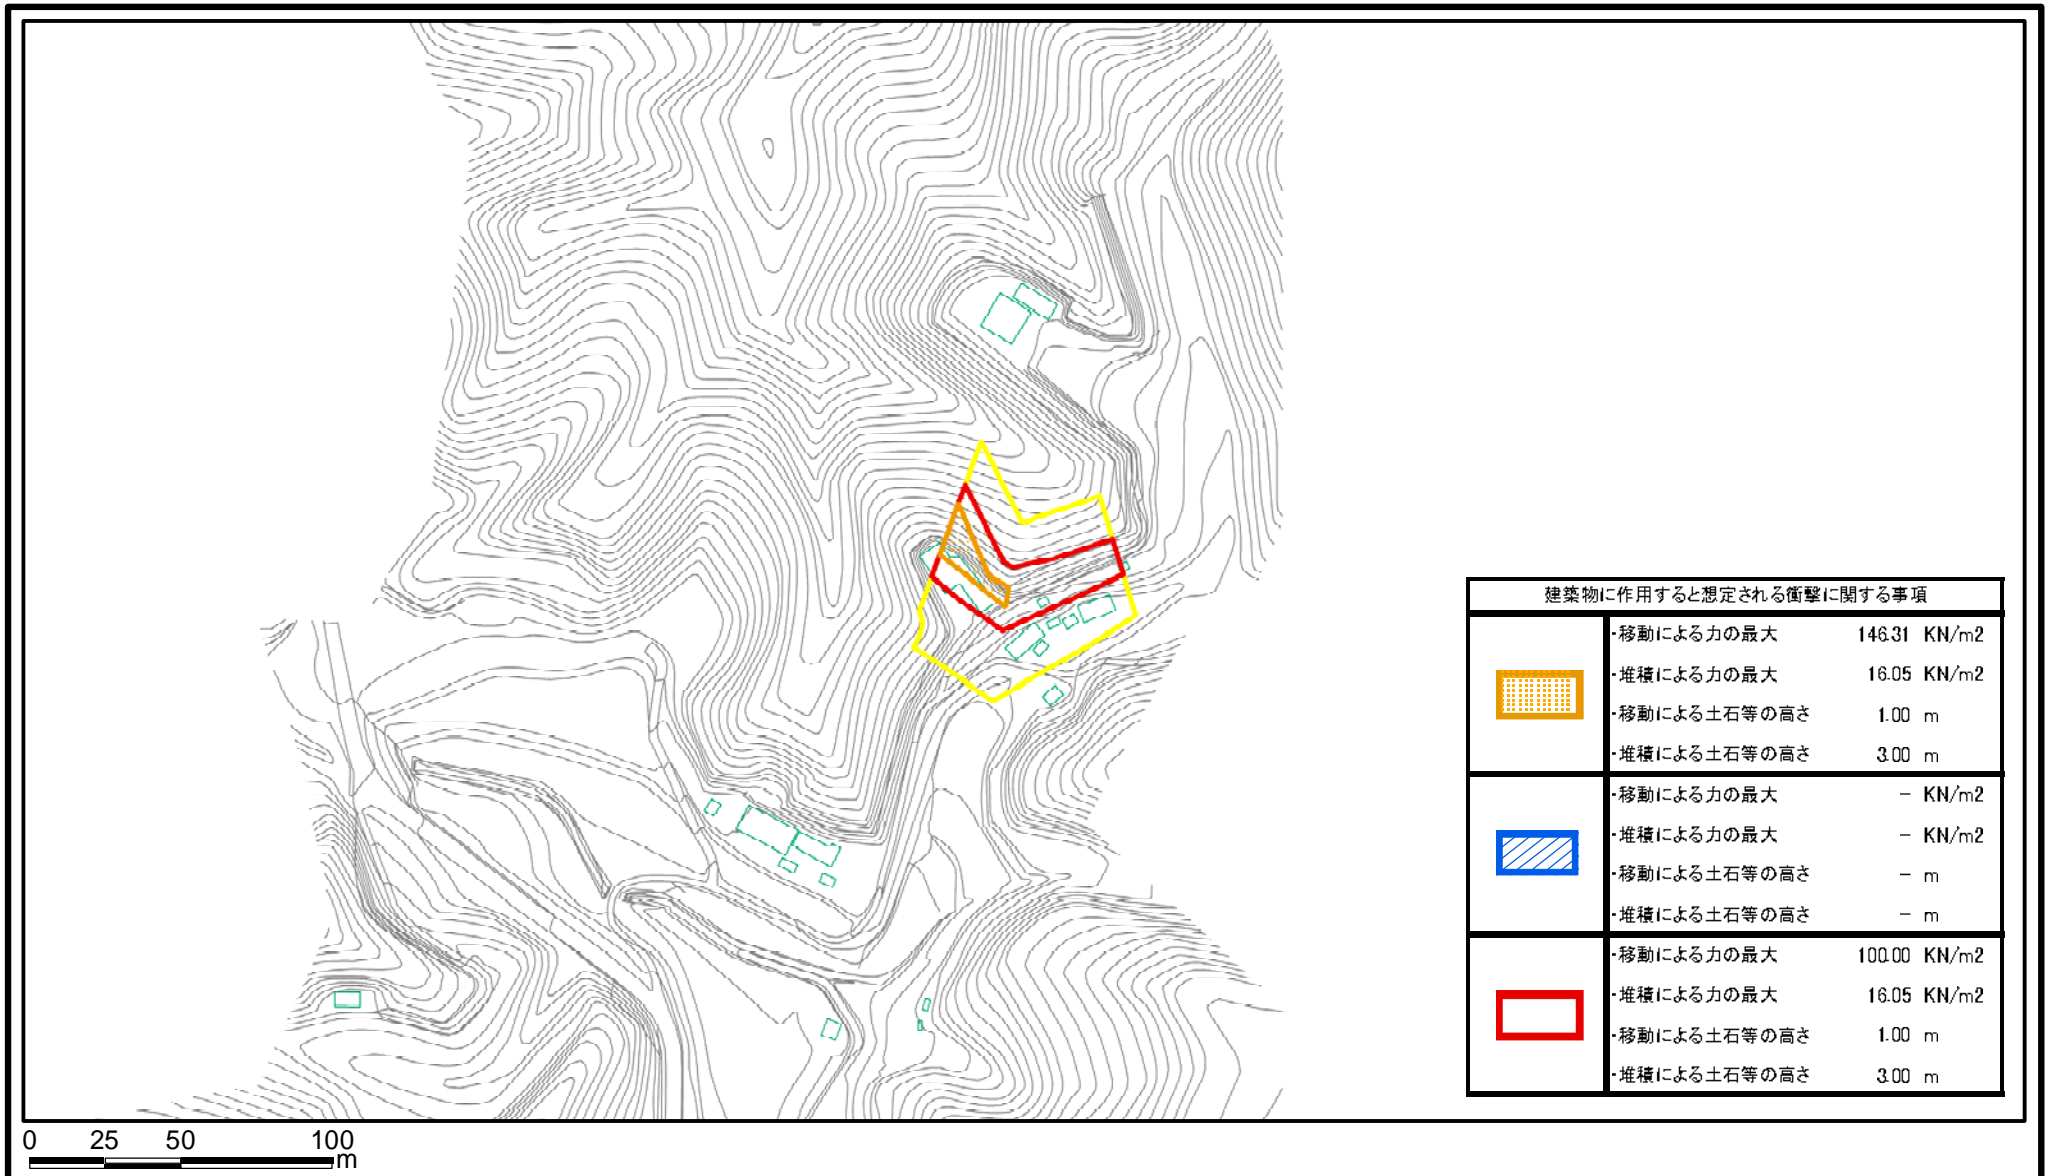 建築物に作用すると想定される衝撃に関する事項
・移動による力の最大 146.31 KN/m2
・堆積による力の最大 16.05 KN/m2
・移動による土石等の高さ 1.00 m
・堆積による土石等の高さ 3.00 m
・移動による力の最大 － KN/m2
・堆積による力の最大 － KN/m2
・移動による土石等の高さ － m
・堆積による土石等の高さ － m
・移動による力の最大 100.00 KN/m2
・堆積による力の最大 16.05 KN/m2
・移動による土石等の高さ 1.00 m
・堆積による土石等の高さ 3.00 m
0 25 50 100
m